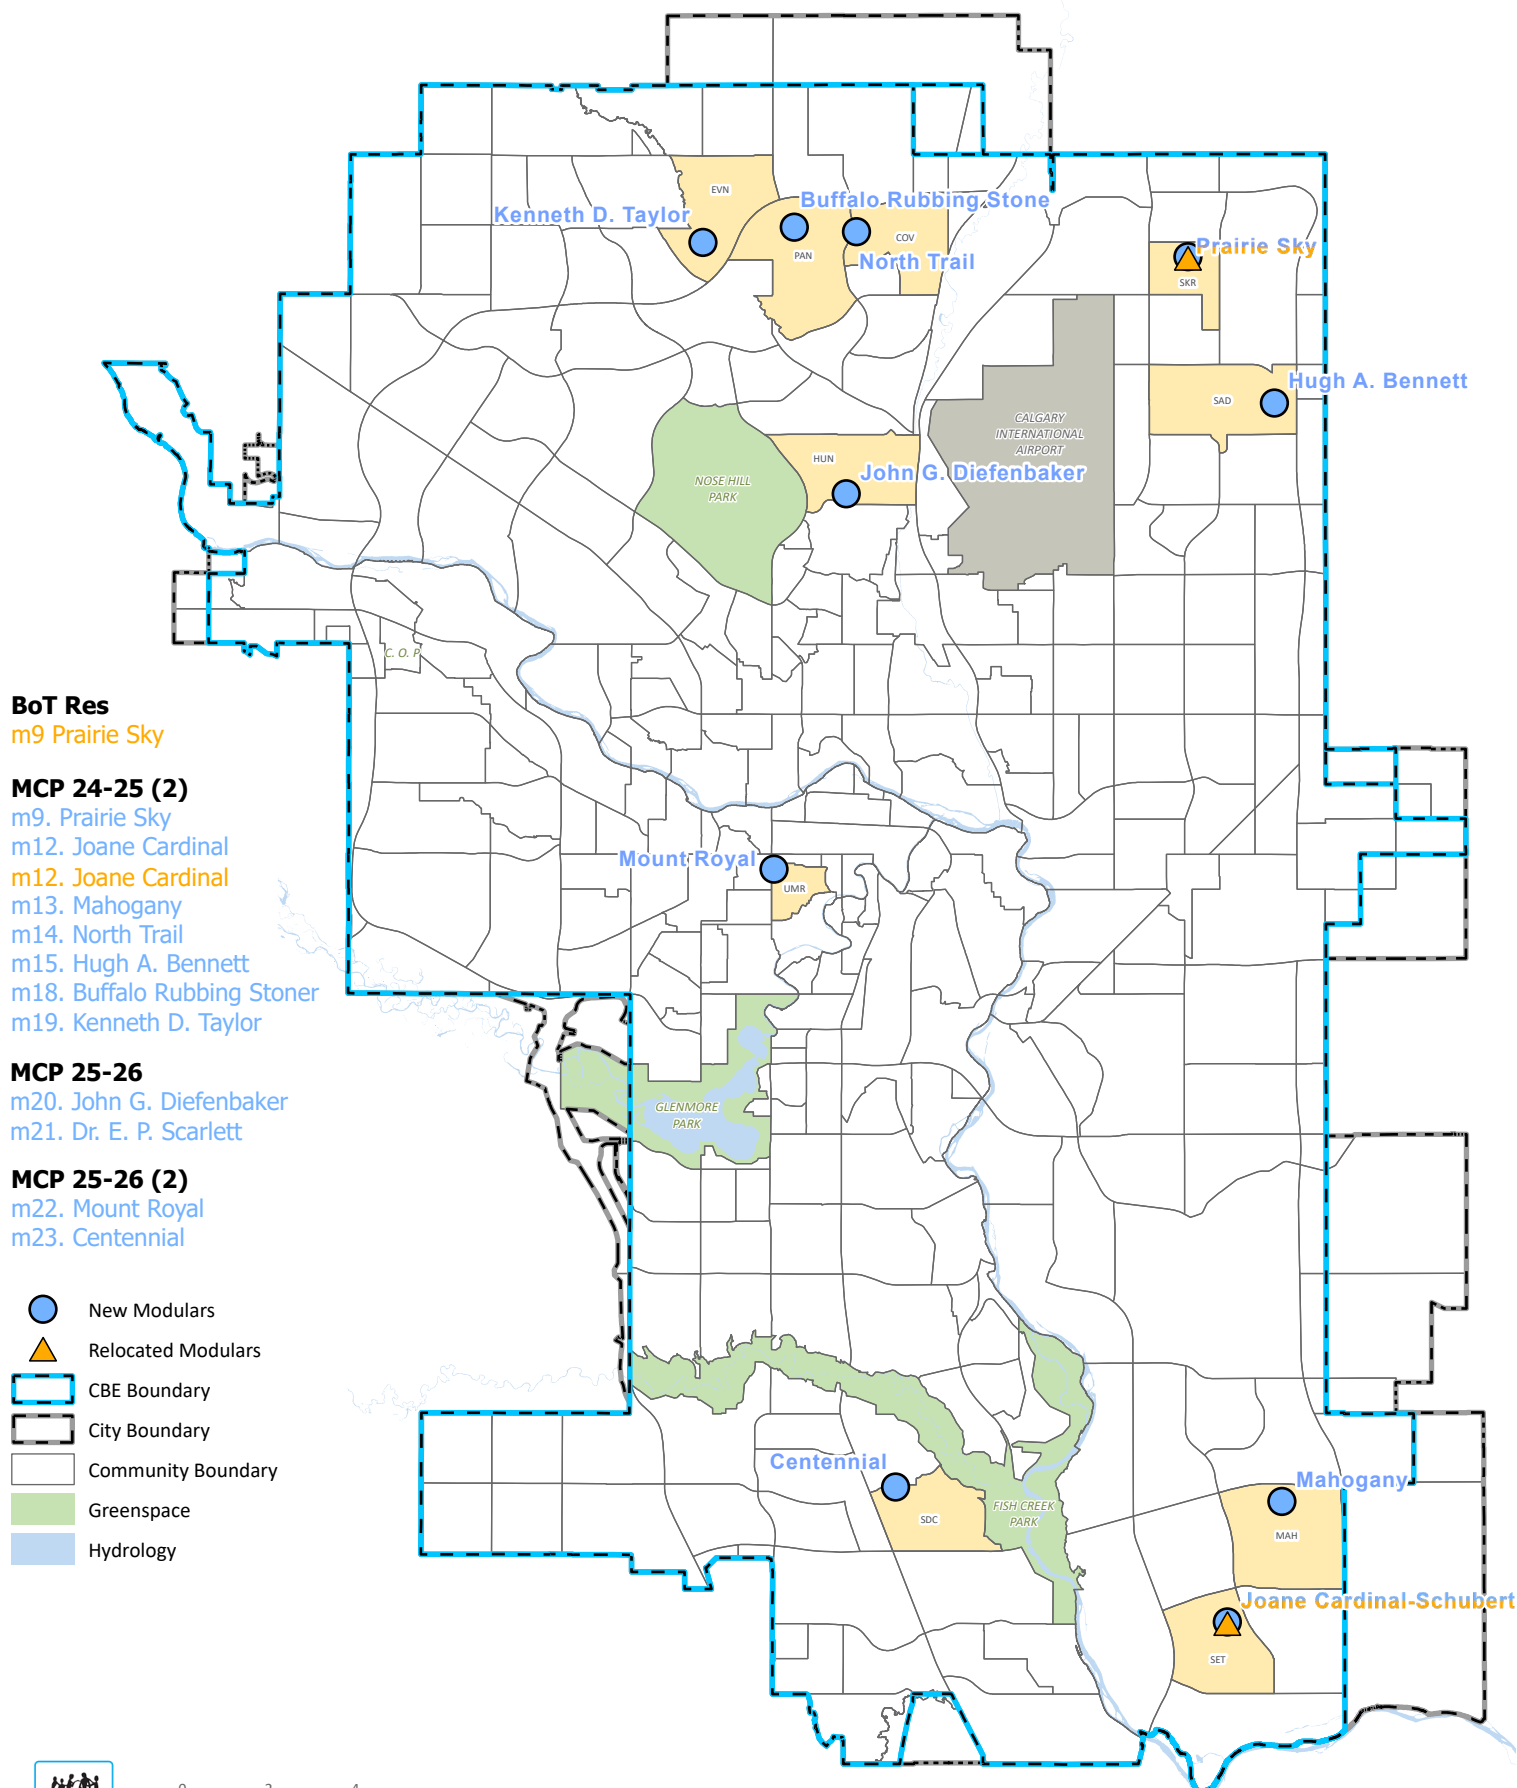 EVN
Buffalo Rubbing Stone
Kenneth D. Taylor
COV
PAN
North Trail
Prairie Sky
SKR
Hugh A. Bennett
SAD
CALGARY
INTERNATIONAL
AIRPORT
HUN
John G. Diefenbaker
NOSE HILL
PARK
C. O. P
BoT Res
m9 Prairie Sky
MCP 24-25 (2)
m9. Prairie Sky
m12. Joane Cardinal
m12. Joane Cardinal
m13. Mahogany
m14. North Trail
m15. Hugh A. Bennett
m18. Buffalo Rubbing Stoner
m19. Kenneth D. Taylor
MCP 25-26
m20. John G. Diefenbaker
m21. Dr. E. P. Scarlett
MCP 25-26 (2)
m22. Mount Royal
m23. Centennial
New Modulars
Relocated Modulars
CBE Boundary
City Boundary
Community Boundary
Greenspace
Hydrology
Mount Royal
UMR
GLENMORE
PARK
Centennial
SDC
FISH CREEK
PARK
Mahogany
MAH
Joane Cardinal-Schubert
SET
0 2 4